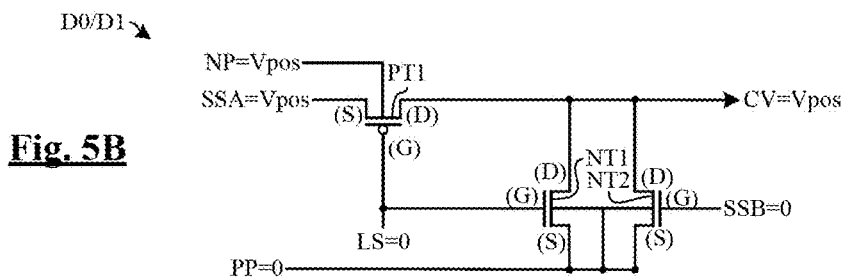 D0/D1
NP=Vpos
PT1
SSA=Vpos
(S)
(D)
CV=Vpos
(G)
Fig. 5B
NT1
(D)
NT2
(D)
(G)
(G)
SSB=0
LS=0
(S)
(S)
PP=0